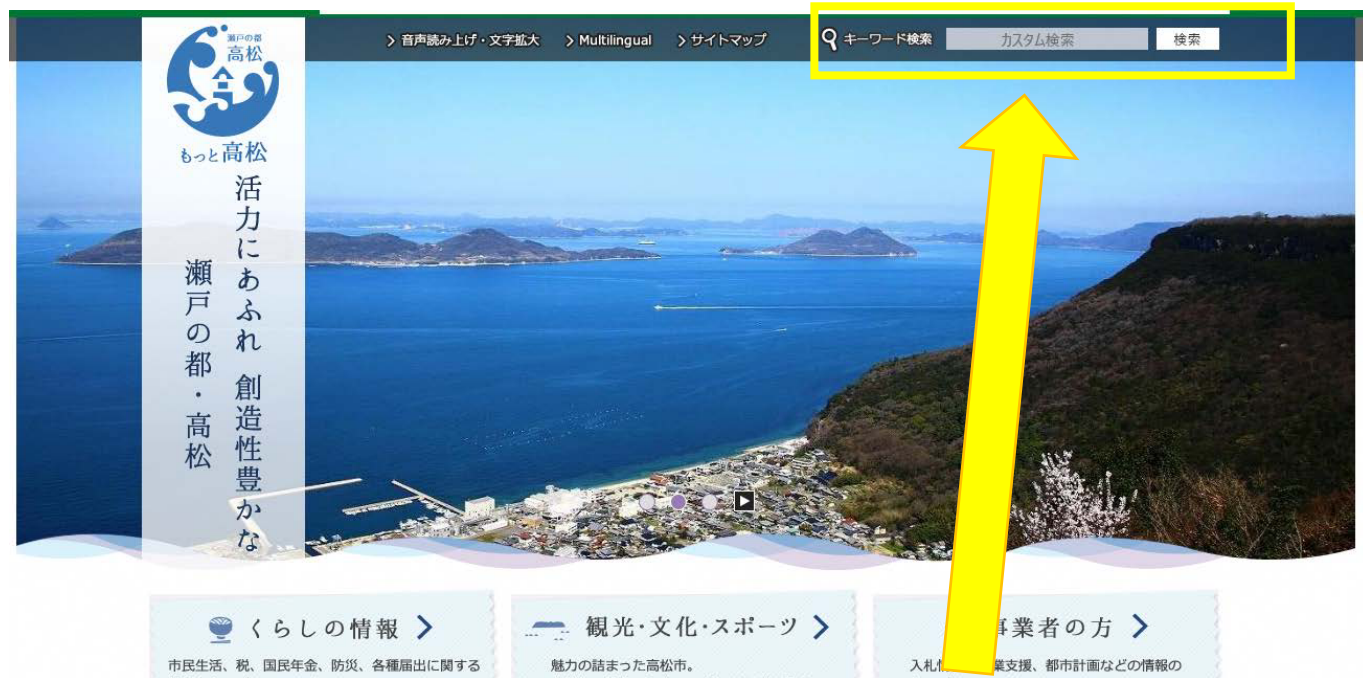 瀬戸の都
高松
もっと高松
> 音声読み上げ・文字拡大 > Multilingual > サイトマップ キーワード検索 カスタム検索 検索
活力にあふれ 創造性豊かな
瀬戸の都・高松
くらしの情報 >
市民生活、税、国民年金、防災、各種届出に関する
観光・文化・スポーツ >
魅力の詰まった高松市。
業者の方 >
入札 業支援、都市計画などの情報の